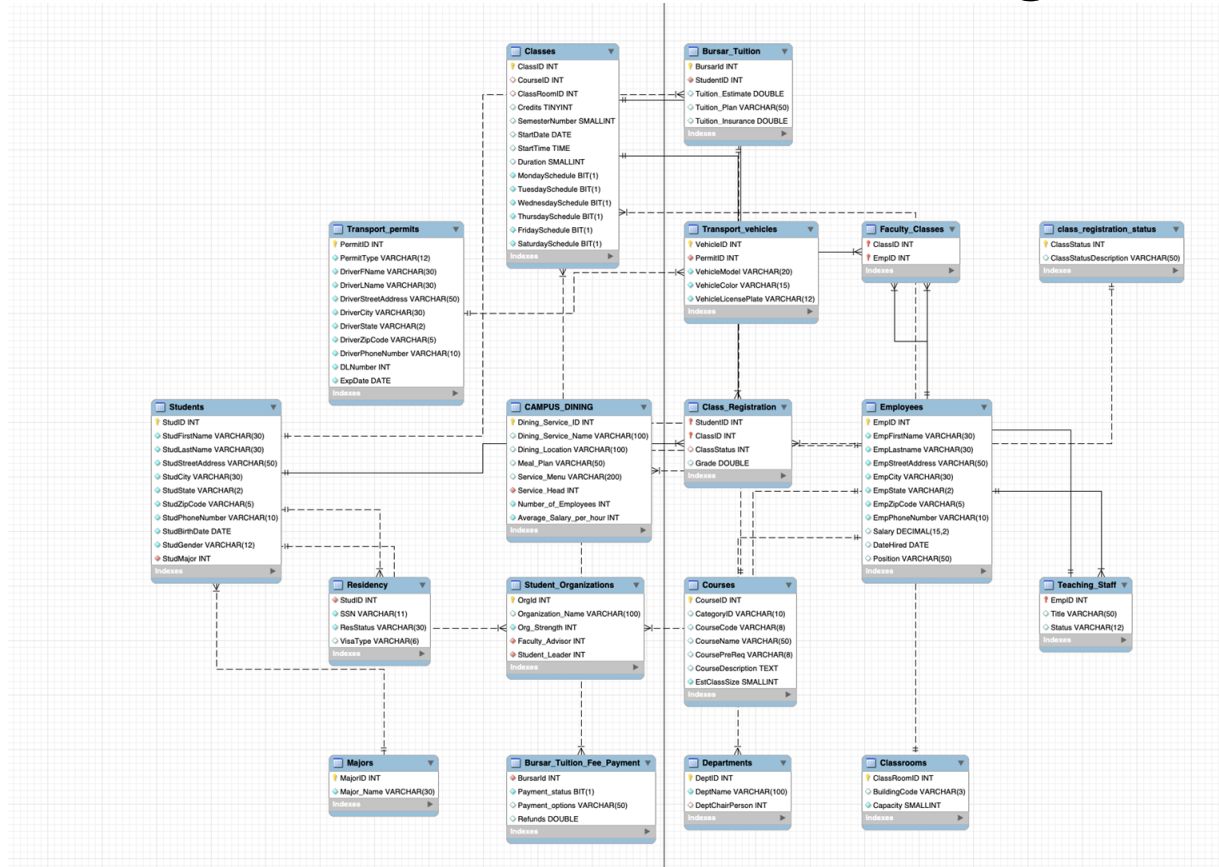 Classes
ClassID INT
CourseID INT
ClassRoomID INT
Credits TINYINT
SemesterNumber SMALLINT
StartDate DATE
StartTime TIME
Duration SMALLINT
MondaySchedule BIT(1)
TuesdaySchedule BIT(1)
WednesdaySchedule BIT(1)
ThursdaySchedule BIT(1)
FridaySchedule BIT(1)
SaturdaySchedule BIT(1)
Indexes
Bursar_Tuition
BursarId INT
StudentID INT
Tuition_Estimate DOUBLE
Tuition_Plan VARCHAR(50)
Tuition_Insurance DOUBLE
Indexes
Transport_permits
PermitID INT
PermitType VARCHAR(12)
DriverFName VARCHAR(30)
DriverLName VARCHAR(30)
DriverStreetAddress VARCHAR(50)
DriverCity VARCHAR(30)
DriverState VARCHAR(2)
DriverZipCode VARCHAR(5)
DriverPhoneNumber VARCHAR(10)
DLNumber INT
ExpDate DATE
Indexes
Transport_vehicles
VehicleID INT
PermitID INT
VehicleModel VARCHAR(20)
VehicleColor VARCHAR(15)
VehicleLicensePlate VARCHAR(12)
Indexes
Faculty_Classes
ClassID INT
EmpID INT
Indexes
class_registration_status
ClassStatus INT
ClassStatusDescription VARCHAR(50)
Indexes
Students
StudID INT
StudFirstName VARCHAR(30)
StudLastName VARCHAR(30)
StudStreetAddress VARCHAR(50)
StudCity VARCHAR(30)
StudState VARCHAR(2)
StudZipCode VARCHAR(5)
StudPhoneNumber VARCHAR(10)
StudBirthDate DATE
StudGender VARCHAR(12)
StudMajor INT
Indexes
CAMPUS_DINING
Dining_Service_ID INT
Dining_Service_Name VARCHAR(100)
Dining_Location VARCHAR(100)
Meal_Plan VARCHAR(50)
Service_Menu VARCHAR(200)
Service_Head INT
Number_of_Employees INT
Average_Salary_per_hour INT
Indexes
Class_Registration
StudentID INT
ClassID INT
ClassStatus INT
Grade DOUBLE
Indexes
Employees
EmpID INT
EmpFirstName VARCHAR(30)
EmpLastname VARCHAR(30)
EmpStreetAddress VARCHAR(50)
EmpCity VARCHAR(30)
EmpState VARCHAR(2)
EmpZipCode VARCHAR(5)
EmpPhoneNumber VARCHAR(10)
Salary DECIMAL(15,2)
DateHired DATE
Position VARCHAR(50)
Indexes
Residency
StudID INT
SSN VARCHAR(11)
ResStatus VARCHAR(30)
VisaType VARCHAR(6)
Indexes
Student_Organizations
OrgId INT
Organization_Name VARCHAR(100)
Org_Strength INT
Faculty_Advisor INT
Student_Leader INT
Indexes
Courses
CourseID INT
CategoryID VARCHAR(10)
CourseCode VARCHAR(8)
CourseName VARCHAR(50)
CoursePreReq VARCHAR(8)
CourseDescription TEXT
EstClassSize SMALLINT
Indexes
Teaching_Staff
EmpID INT
Title VARCHAR(50)
Status VARCHAR(12)
Indexes
Majors
MajorID INT
Major_Name VARCHAR(30)
Indexes
Bursar_Tuition_Fee_Payment
BursarId INT
Payment_status BIT(1)
Payment_options VARCHAR(50)
Refunds DOUBLE
Indexes
Departments
DeptID INT
DeptName VARCHAR(100)
DeptChairPerson INT
Indexes
Classrooms
ClassRoomID INT
BuildingCode VARCHAR(3)
Capacity SMALLINT
Indexes